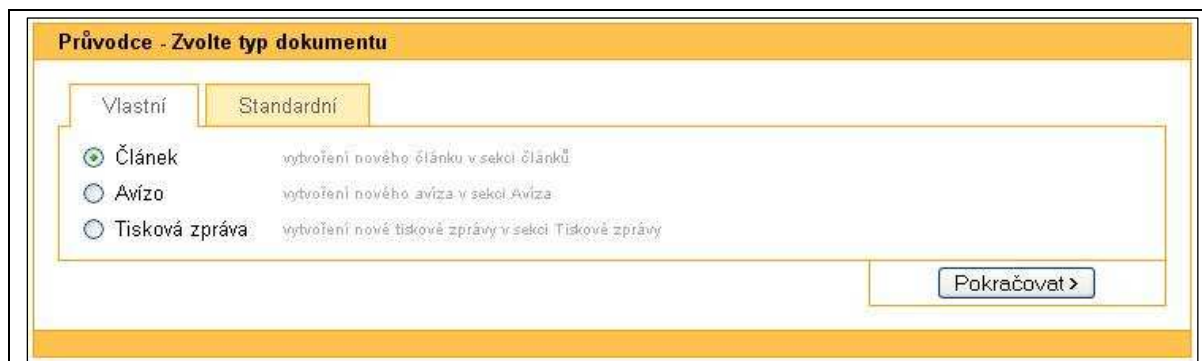 Průvodce - Zvolte typ dokumentu
Vlastní Standardní
Článek vytvoření nového článku v sekci článků
Avízo vytvoření nového avíza v sekci Avíza
Tisková zpráva vytvoření nové tiskové zprávy v sekci Tiskové zprávy
Pokračovat >